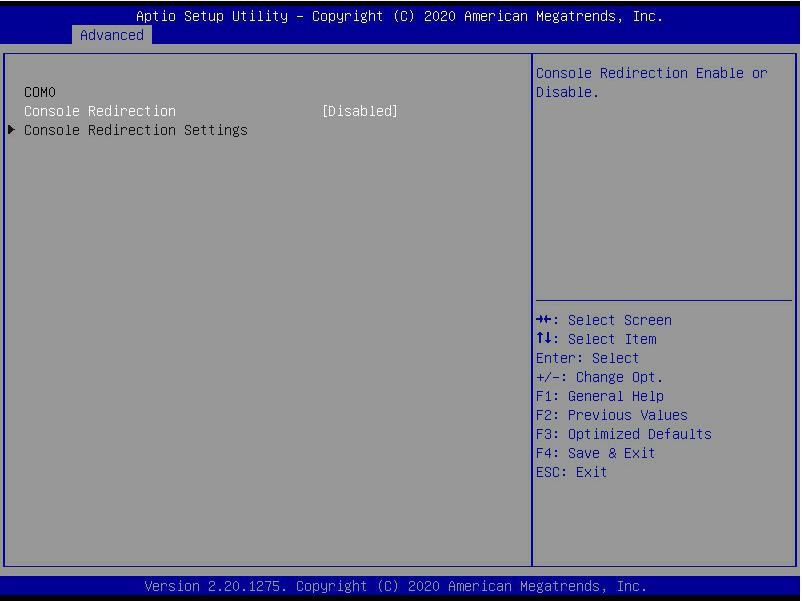 Aptio Setup Utility – Copyright (C) 2020 American Megatrends, Inc.
Advanced
COM0
Console Redirection [Disabled]
Console Redirection Settings
Console Redirection Enable or
Disable.
→←: Select Screen
↑↓: Select Item
Enter: Select
+/-: Change Opt.
F1: General Help
F2: Previous Values
F3: Optimized Defaults
F4: Save & Exit
ESC: Exit
Version 2.20.1275. Copyright (C) 2020 American Megatrends, Inc.